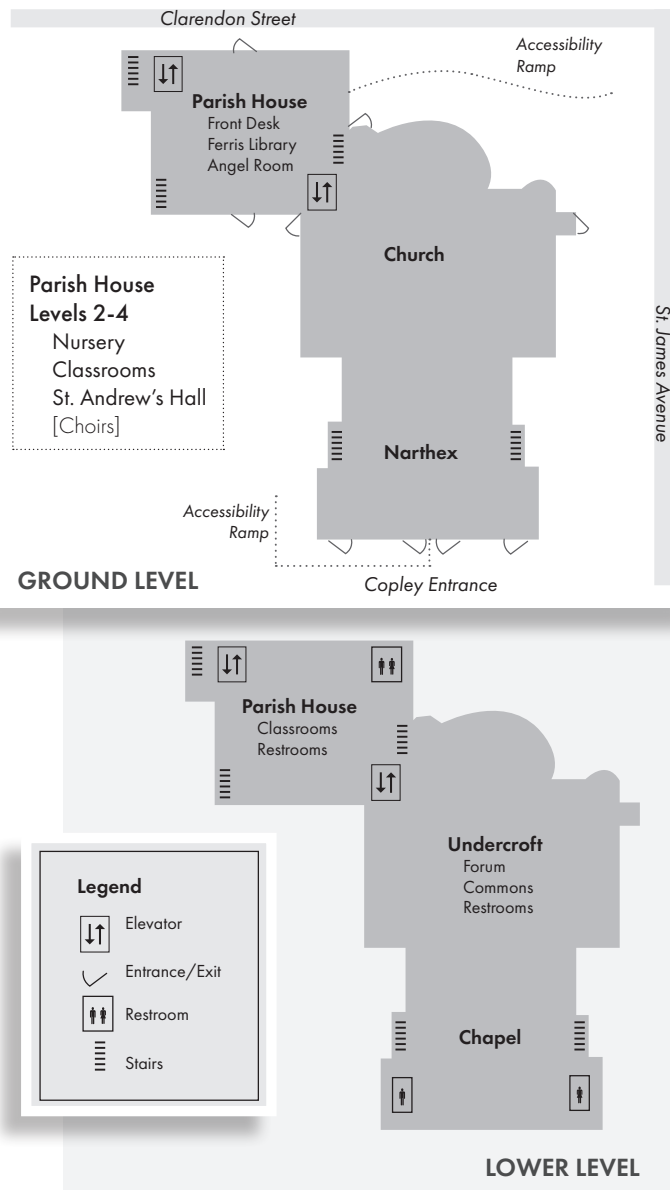 Clarendon Street
Accessibility
Ramp
Parish House
Front Desk
Ferris Library
Angel Room
Church
Parish House
Levels 2-4
Nursery
Classrooms
St. Andrew’s Hall
[Choirs]
St. James Avenue
Narthex
Accessibility
Ramp
GROUND LEVEL
Copley Entrance
Parish House
Classrooms
Restrooms
Undercroft
Forum
Commons
Restrooms
Legend
Elevator
Entrance/Exit
Restroom
Stairs
Chapel
LOWER LEVEL